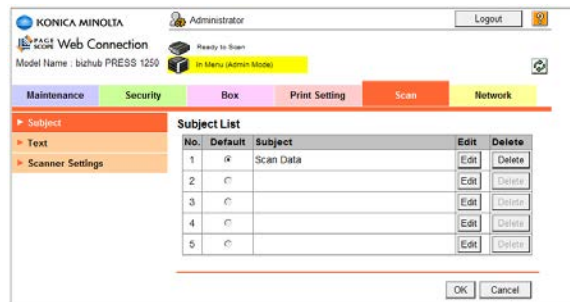 KONICA MINOLTA
Administrator
Logout
?
PAGE SCOPE Web Connection
Ready to Scan
Model Name : bizhub PRESS 1250
In Menu (Admin Mode)
Maintenance Security Box Print Setting Scan Network
Subject
Text
Scanner Settings
Subject List
No. Default Subject Edit Delete
1 Scan Data Edit Delete
2 Edit Delete
3 Edit Delete
4 Edit Delete
5 Edit Delete
OK Cancel